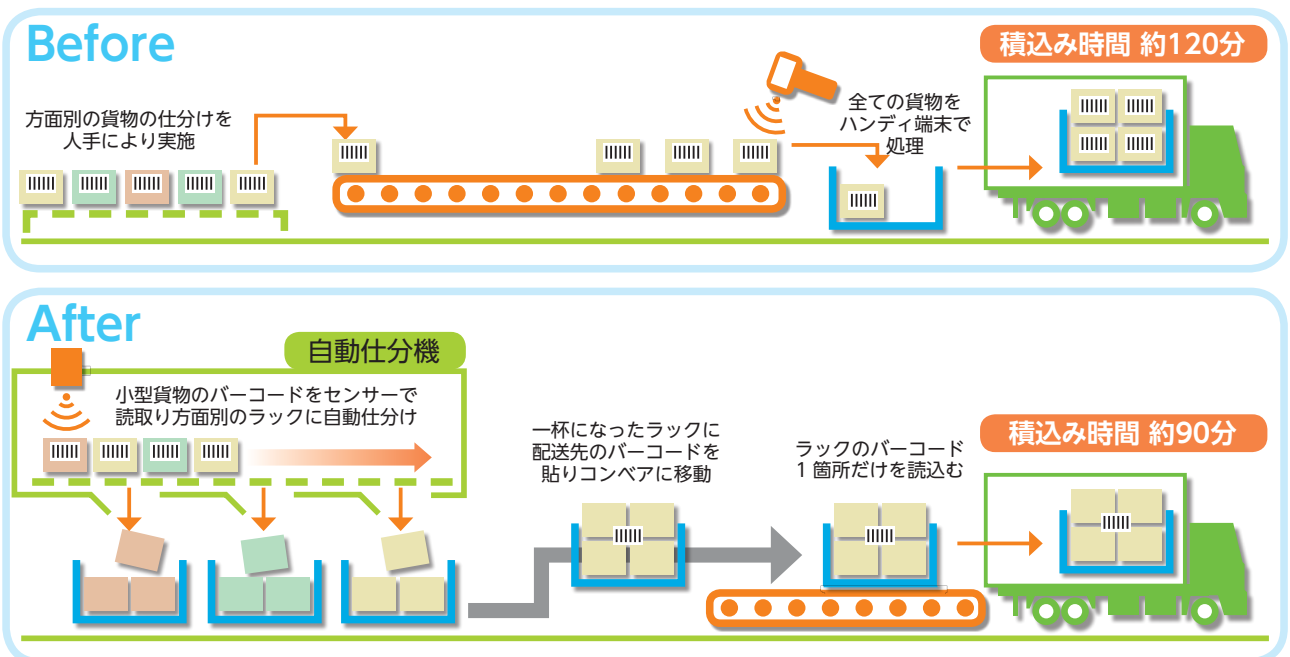 Before
積込み時間 約120分
方面別の貨物の仕分けを
人手により実施
全ての貨物を
ハンディ端末で
処理
After
自動仕分機
小型貨物のバーコードをセンサーで
読取り方面別のラックに自動仕分け
一杯になったラックに
配送先のバーコードを
貼りコンベアに移動
ラックのバーコード
1箇所だけを読込む
積込み時間 約90分